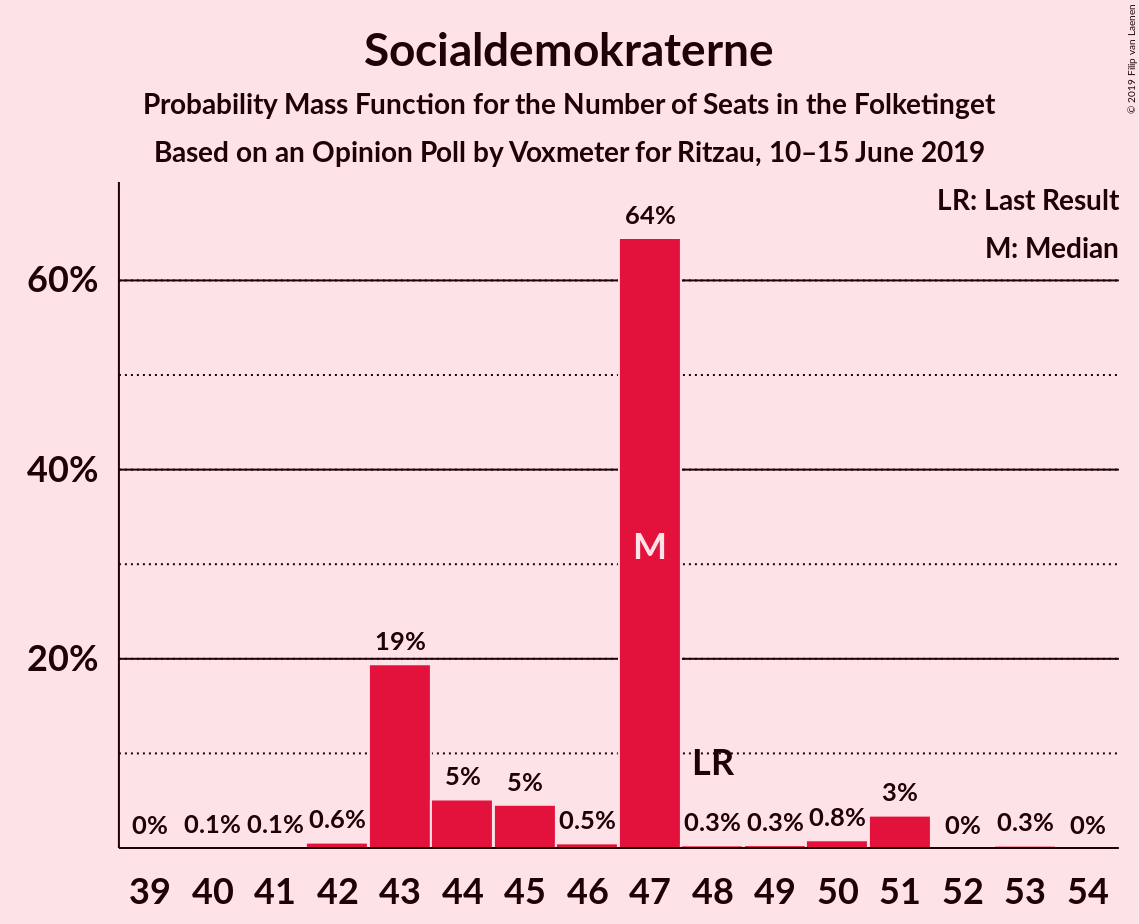 Socialdemokraterne
Probability Mass Function for the Number of Seats in the Folketinget
Based on an Opinion Poll by Voxmeter for Ritzau, 10–15 June 2019
© 2019 Filip van Laenen
LR: Last Result
M: Median
64%
60%
40%
M
19%
20%
LR
5%
5%
3%
0%
0.1%
0.1%
0.6%
0.5%
0.3%
0.3%
0.8%
0%
0.3%
0%
39 40 41 42 43 44 45 46 47 48 49 50 51 52 53 54